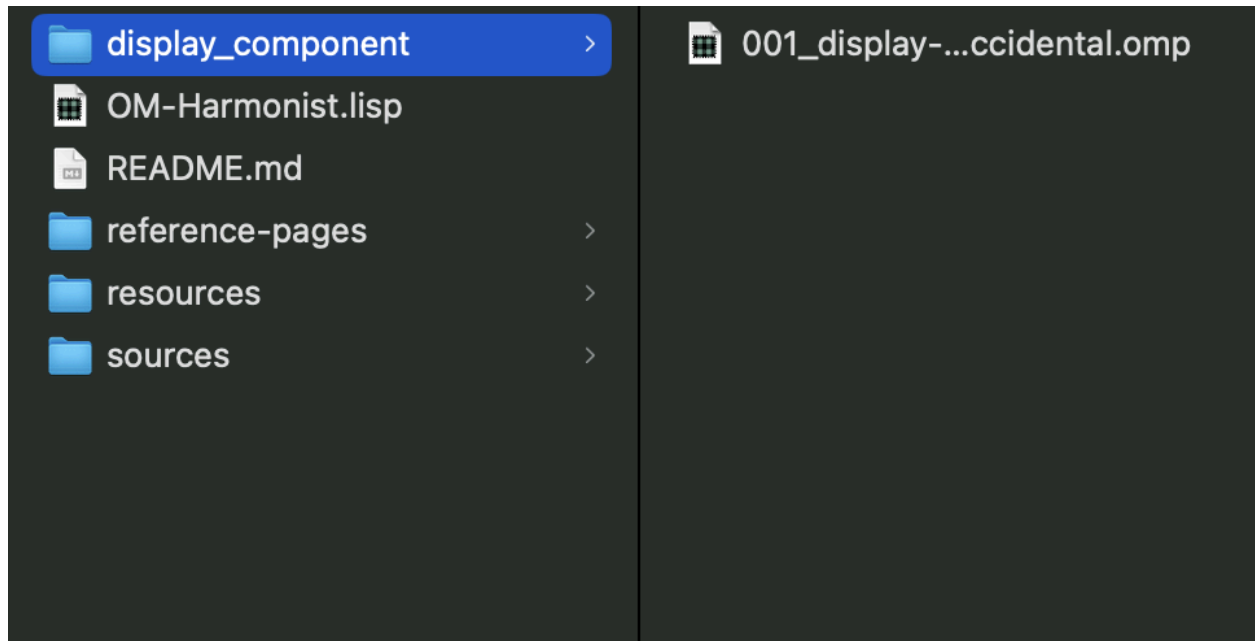 display_component
OM-Harmonist.lisp
README.md
reference-pages
resources
sources
001_display-...ccidental.omp